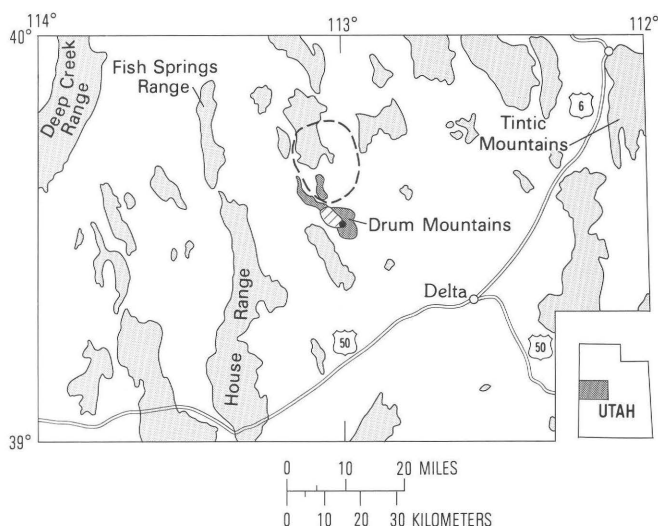 114°
113°
112°
40°
Deep Creek
Range
Fish Springs
Range
6
Tintic
Mountains
Drum Mountains
House Range
Delta
50
50
39°
UTAH
0 10 20 MILES
0 10 20 30 KILOMETERS